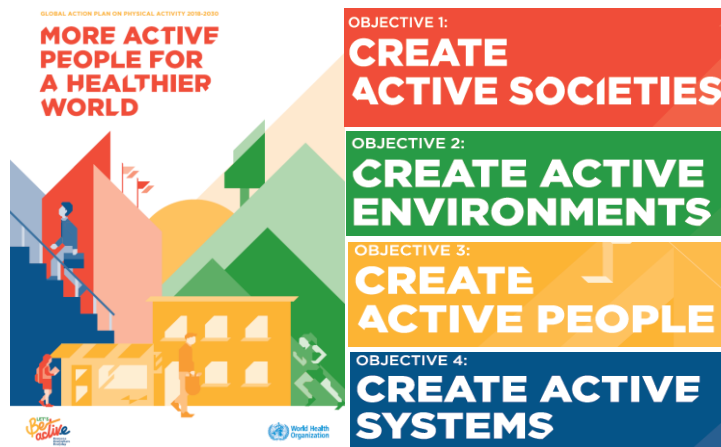 GLOBAL ACTION PLAN ON PHYSICAL ACTIVITY 2018-2030
MORE ACTIVE
PEOPLE FOR
A HEALTHIER
WORLD
LET'S
Be
active
World Health
Organization
OBJECTIVE 1:
CREATE
ACTIVE SOCIETIES
OBJECTIVE 2:
CREATE ACTIVE
ENVIRONMENTS
OBJECTIVE 3:
CREATE
ACTIVE PEOPLE
OBJECTIVE 4:
CREATE ACTIVE
SYSTEMS